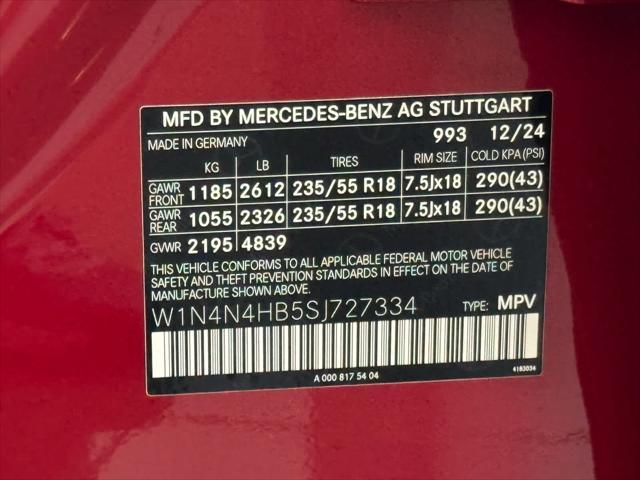 MFD BY MERCEDES-BENZ AG STUTTGART
MADE IN GERMANY 993 12/24
KG LB TIRES RIM SIZE COLD KPA (PSI)
GAWR FRONT 1185 2612 235/55 R18 7.5Jx18 290(43)
GAWR REAR 1055 2326 235/55 R18 7.5Jx18 290(43)
GVWR 2195 4839
THIS VEHICLE CONFORMS TO ALL APPLICABLE FEDERAL MOTOR VEHICLE
SAFETY AND THEFT PREVENTION STANDARDS IN EFFECT ON THE DATE OF
MANUFACTURE SHOWN ABOVE.
W1N4N4HB5SJ727334 TYPE: MPV
A 000 817 54 04 4183034